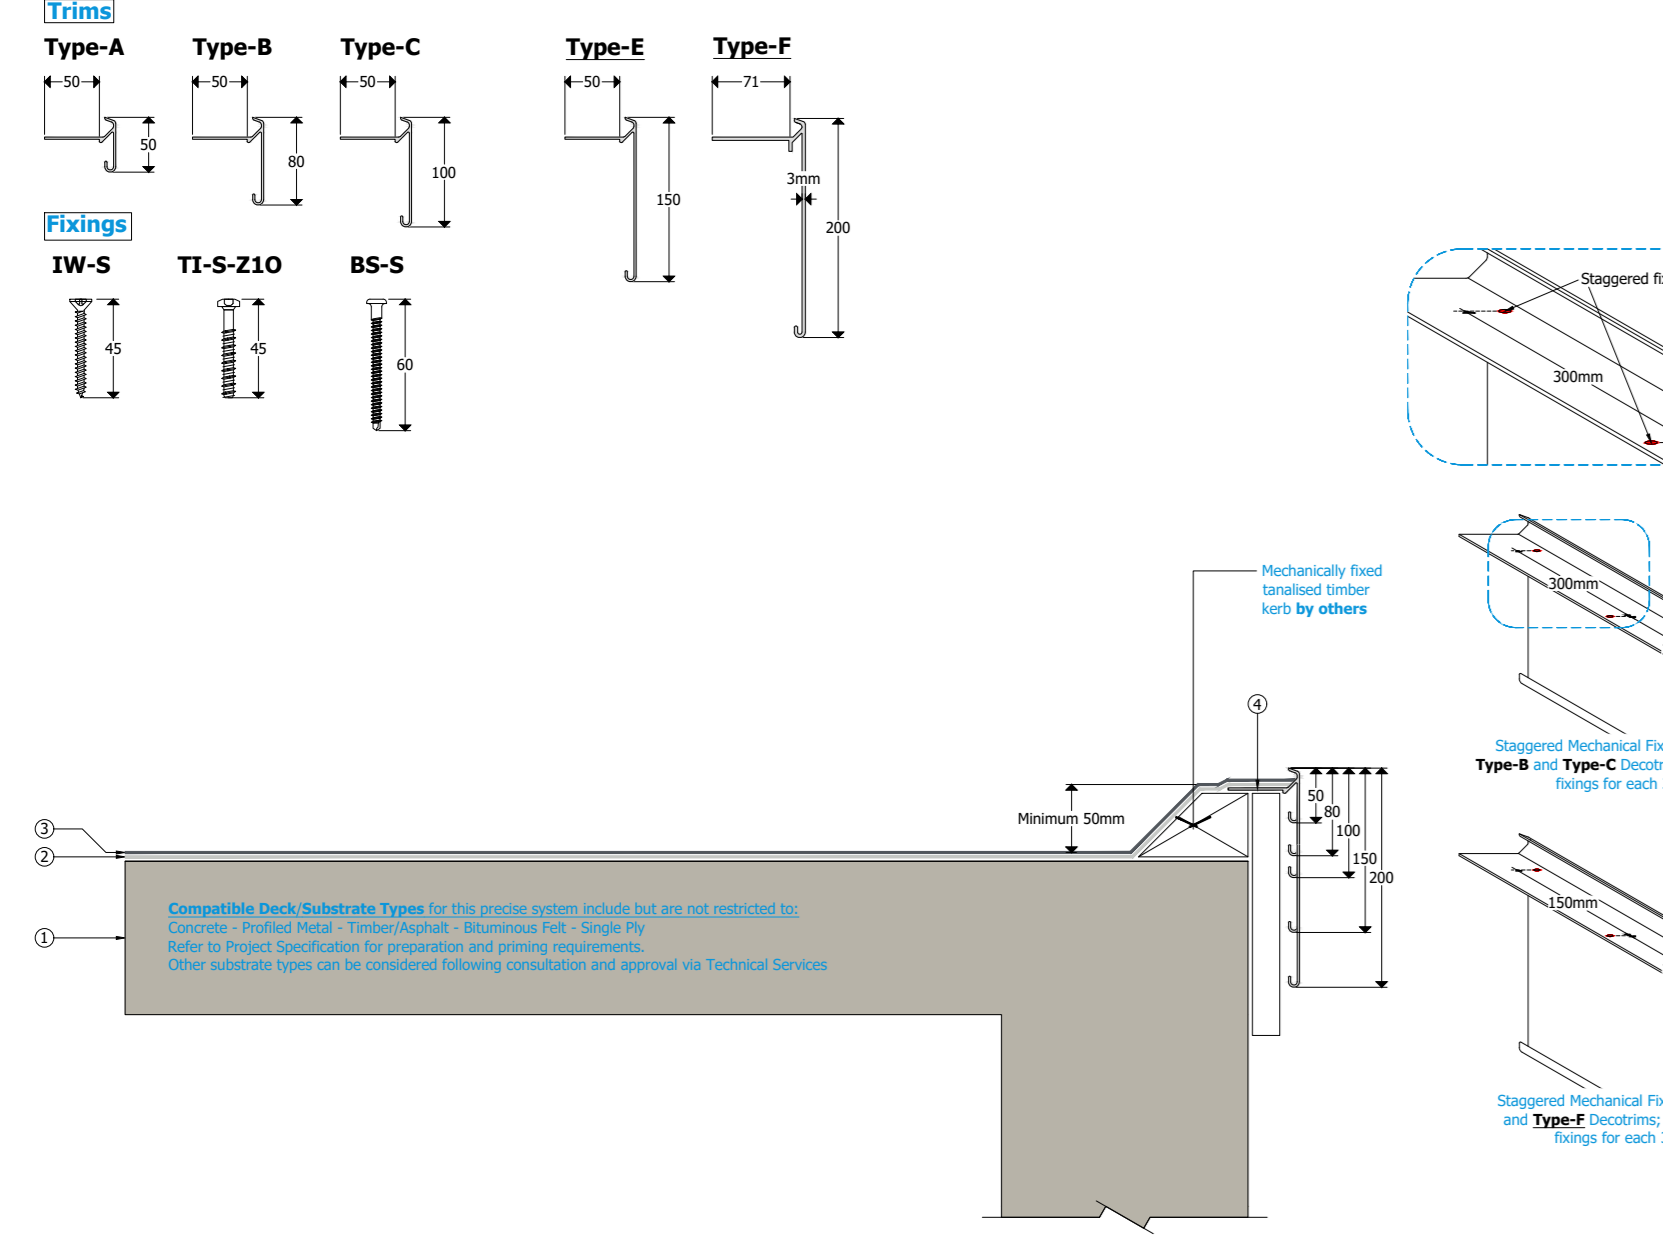 Trims
Type-A Type-B Type-C Type-E Type-F
50 50 50 50 71
50 80 100 150 3mm 200
Fixings
IW-S TI-S-Z1O BS-S
45 45 60
Staggered
300mm
Mechanically fixed
tanalised timber
kerb by others
300mm
4
Staggered Mechanical
Type-B and Type-C
fixings for each
Minimum 50mm
50
80
100
150
200
3
2
1
Compatible Deck/Substrate Types for this precise system include but are not restricted to:
Concrete - Profiled Metal - Timber/Asphalt - Bituminous Felt - Single Ply
Refer to Project Specification for preparation and priming requirements.
Other substrate types can be considered following consultation and approval via Technical Services
150mm
Staggered Mechanical
and Type-F Decotrims;
fixings for each